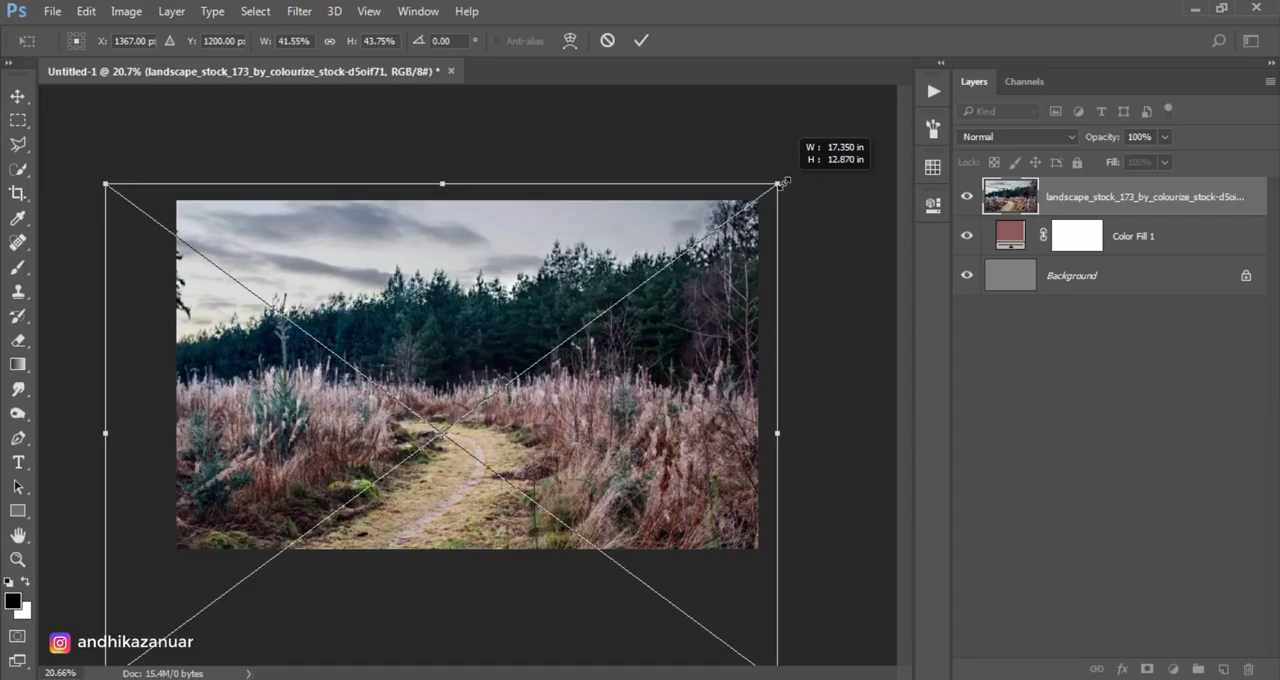 Ps File Edit Image Layer Type Select Filter 3D View Window Help
X: 1367.00 p: Y: 1200.00 p: W: 41.55% H: 43.75% 0.00 ° Anti-alias
Untitled-1 @ 20.7% (landscape_stock_173_by_colourize_stock-d5oif71, RGB/8#) * ×
W : 17.350 in
H : 12.870 in
Layers Channels
Kind
Normal Opacity: 100%
Lock: Fill: 100%
landscape_stock_173_by_colourize_stock-d5oi...
Color Fill 1
Background
andhikazanuar
20.66% Doc: 15.4M/0 bytes